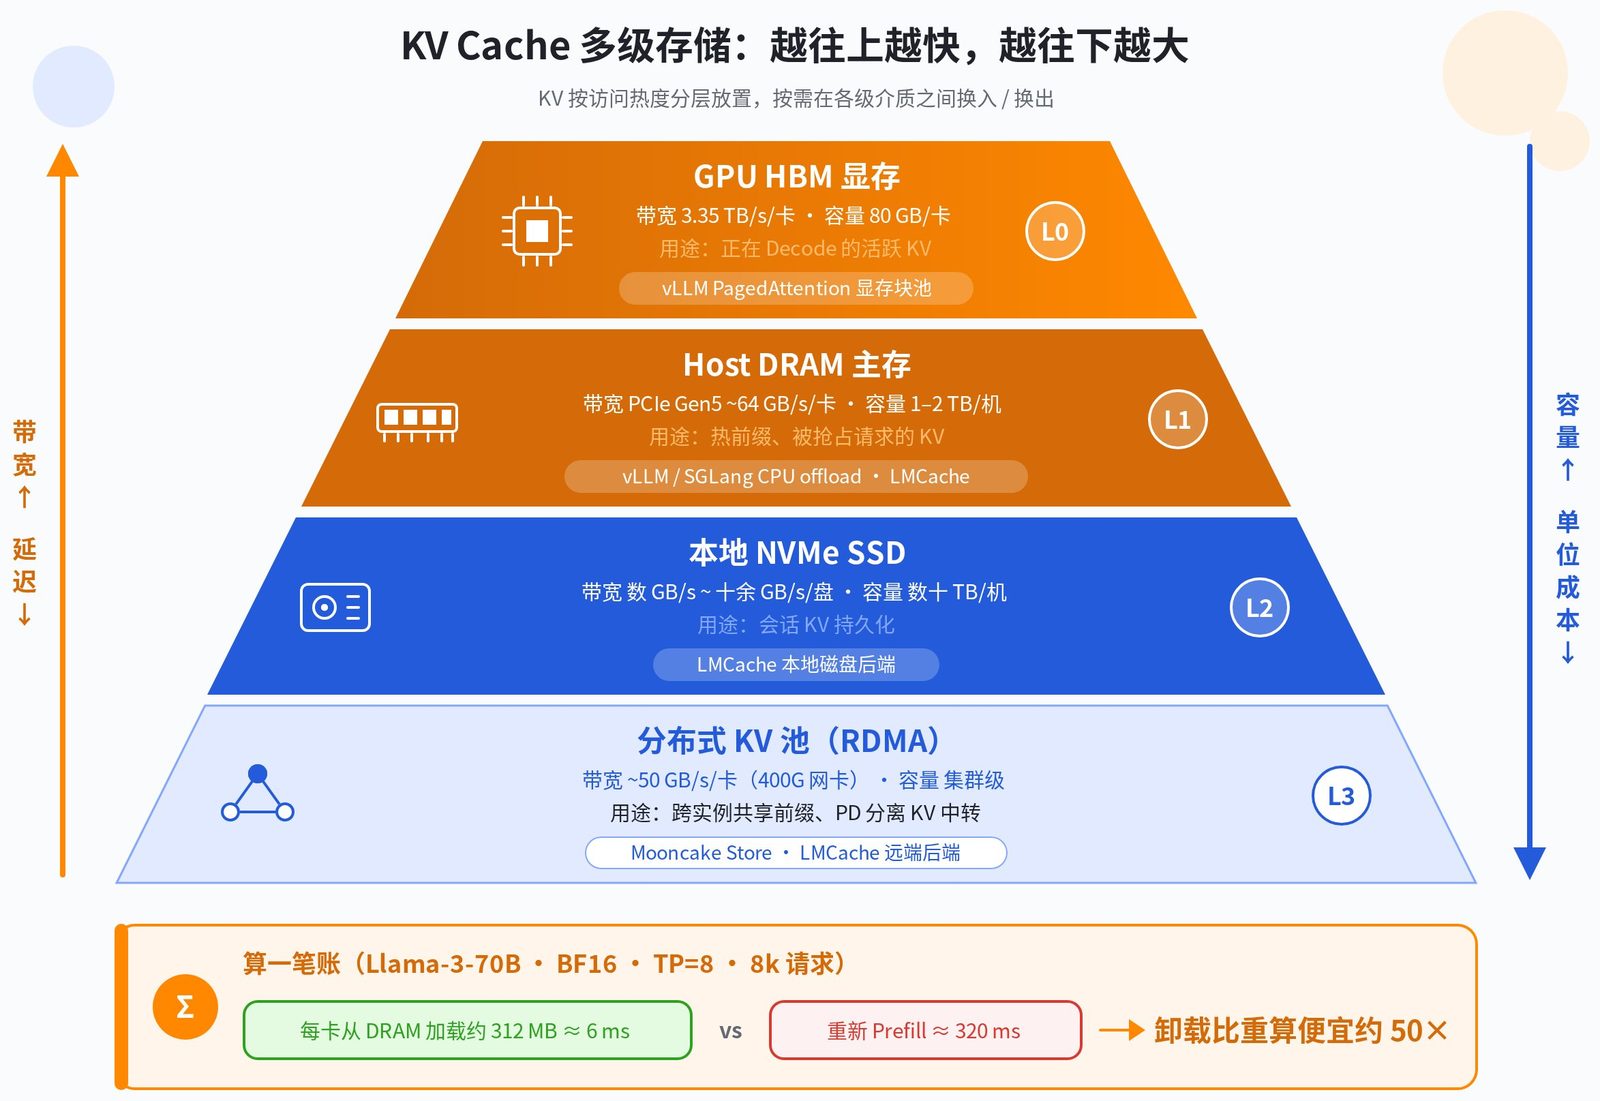 KV Cache 多级存储：越往上越快，越往下越大
KV 按访问热度分层放置，按需在各级介质之间换入 / 换出
带宽↑ 延迟↓
容量↑ 单位成本↓
GPU HBM 显存
带宽 3.35 TB/s/卡 · 容量 80 GB/卡
用途：正在 Decode 的活跃 KV
vLLM PagedAttention 显存块池
L0
Host DRAM 主存
带宽 PCIe Gen5 ~64 GB/s/卡 · 容量 1–2 TB/机
用途：热前缀、被抢占请求的 KV
vLLM / SGLang CPU offload · LMCache
L1
本地 NVMe SSD
带宽 数 GB/s ~ 十余 GB/s/盘 · 容量 数十 TB/机
用途：会话 KV 持久化
LMCache 本地磁盘后端
L2
分布式 KV 池（RDMA）
带宽 ~50 GB/s/卡（400G 网卡） · 容量 集群级
用途：跨实例共享前缀、PD 分离 KV 中转
Mooncake Store · LMCache 远端后端
L3
Σ
算一笔账（Llama-3-70B · BF16 · TP=8 · 8k 请求）
每卡从 DRAM 加载约 312 MB ≈ 6 ms
vs
重新 Prefill ≈ 320 ms
卸载比重算便宜约 50×